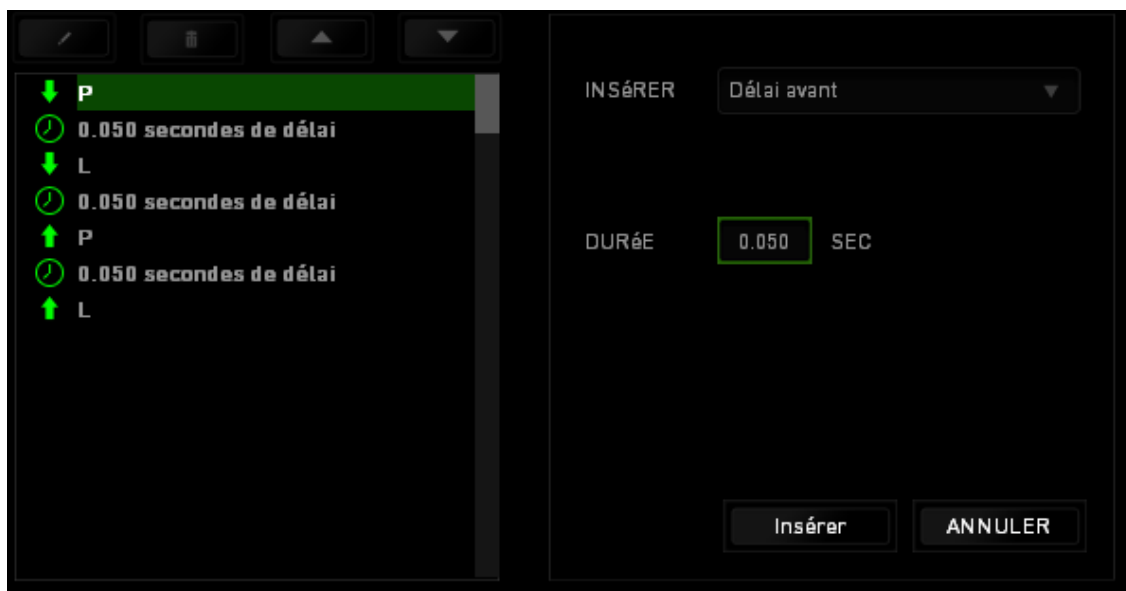 P
0.050 secondes de délai
L
0.050 secondes de délai
P
0.050 secondes de délai
L
INSéRER Délai avant
DURéE 0.050 SEC
Insérer ANNULER